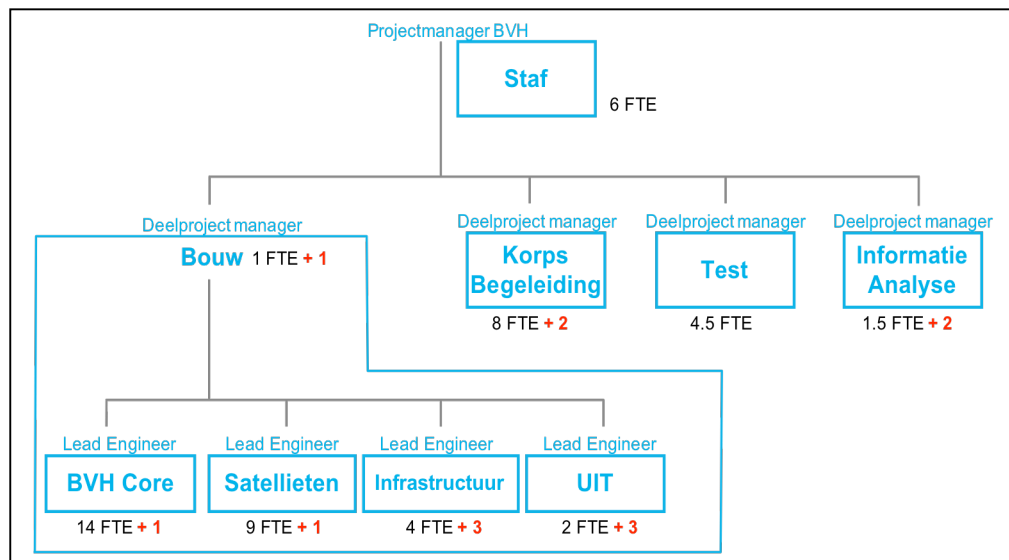 Projectmanager BVH
Staf
6 FTE
Deelproject manager
Bouw 1 FTE + 1
Deelproject manager
Korps
Begeleiding
8 FTE + 2
Deelproject manager
Test
4.5 FTE
Deelproject manager
Informatie
Analyse
1.5 FTE + 2
Lead Engineer
BVH Core
14 FTE + 1
Lead Engineer
Satellieten
9 FTE + 1
Lead Engineer
Infrastructuur
4 FTE + 3
Lead Engineer
UIT
2 FTE + 3